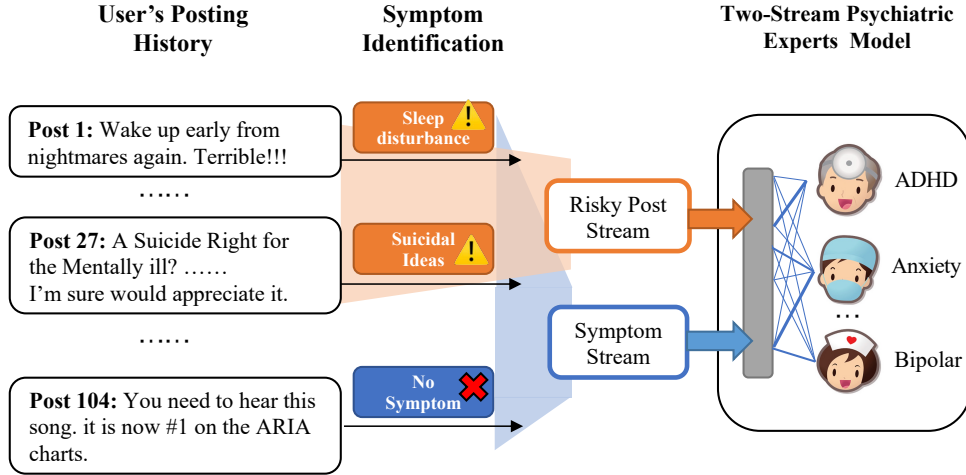 User's Posting
History
Symptom
Identification
Two-Stream Psychiatric
Experts Model
Post 1: Wake up early from
nightmares again. Terrible!!!
……
Post 27: A Suicide Right for
the Mentally ill? ……
I'm sure would appreciate it.
……
Post 104: You need to hear this
song. it is now #1 on the ARIA
charts.
Sleep
disturbance
Suicidal
Ideas
No
Symptom
Risky Post
Stream
Symptom
Stream
ADHD
Anxiety
…
Bipolar